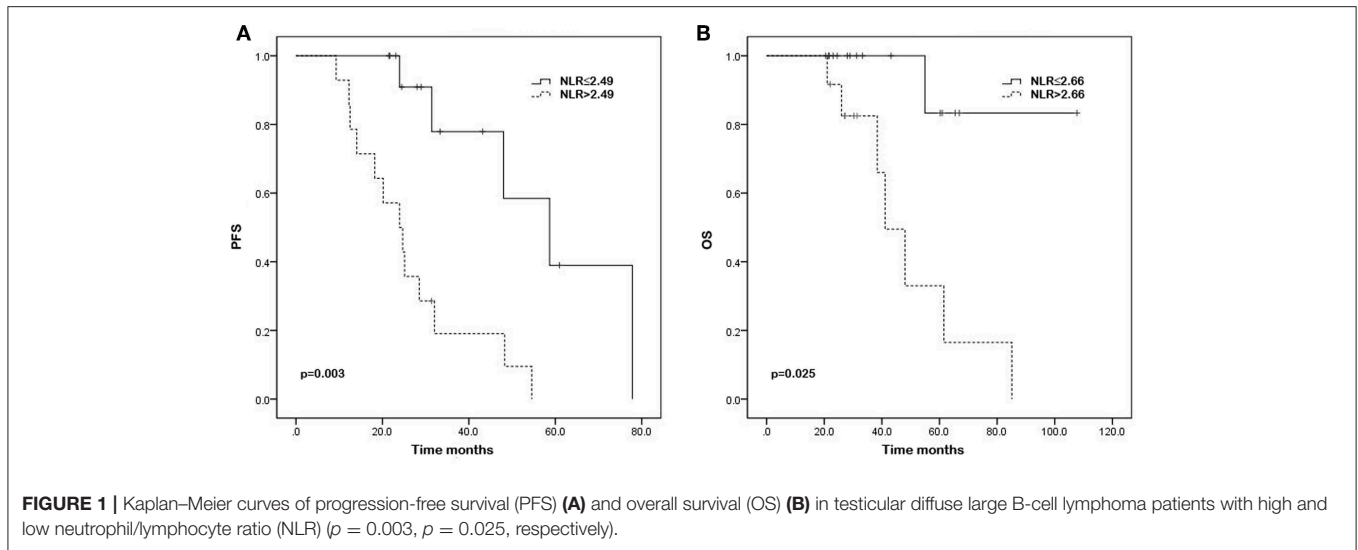 A
1.0
0.8
0.6
0.4
0.2
0.0
PFS
NLR≤2.49
NLR>2.49
p=0.003
.0 20.0 40.0 60.0 80.0
Time months
B
1.0
0.8
0.6
0.4
0.2
0.0
OS
NLR≤2.66
NLR>2.66
p=0.025
.0 20.0 40.0 60.0 80.0 100.0 120.0
Time months
FIGURE 1 | Kaplan–Meier curves of progression-free survival (PFS) (A) and overall survival (OS) (B) in testicular diffuse large B-cell lymphoma patients with high and
low neutrophil/lymphocyte ratio (NLR) (p = 0.003, p = 0.025, respectively).